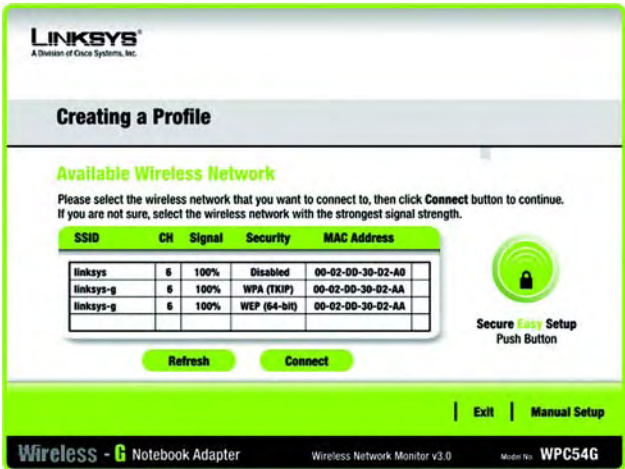 LINKSYS®
A Division of Cisco Systems, Inc.
Creating a Profile
Available Wireless Network
Please select the wireless network that you want to connect to, then click Connect button to continue.
If you are not sure, select the wireless network with the strongest signal strength.
SSID CH Signal Security MAC Address
linksys 6 100% Disabled 00-02-DD-30-D2-A0
linksys-g 6 100% WPA (TKIP) 00-02-DD-30-D2-AA
linksys-g 6 100% WEP (64-bit) 00-02-DD-30-D2-AA
Secure Easy Setup
Push Button
Refresh Connect
Exit Manual Setup
Wireless - G Notebook Adapter Wireless Network Monitor v3.0 Model No. WPC54G